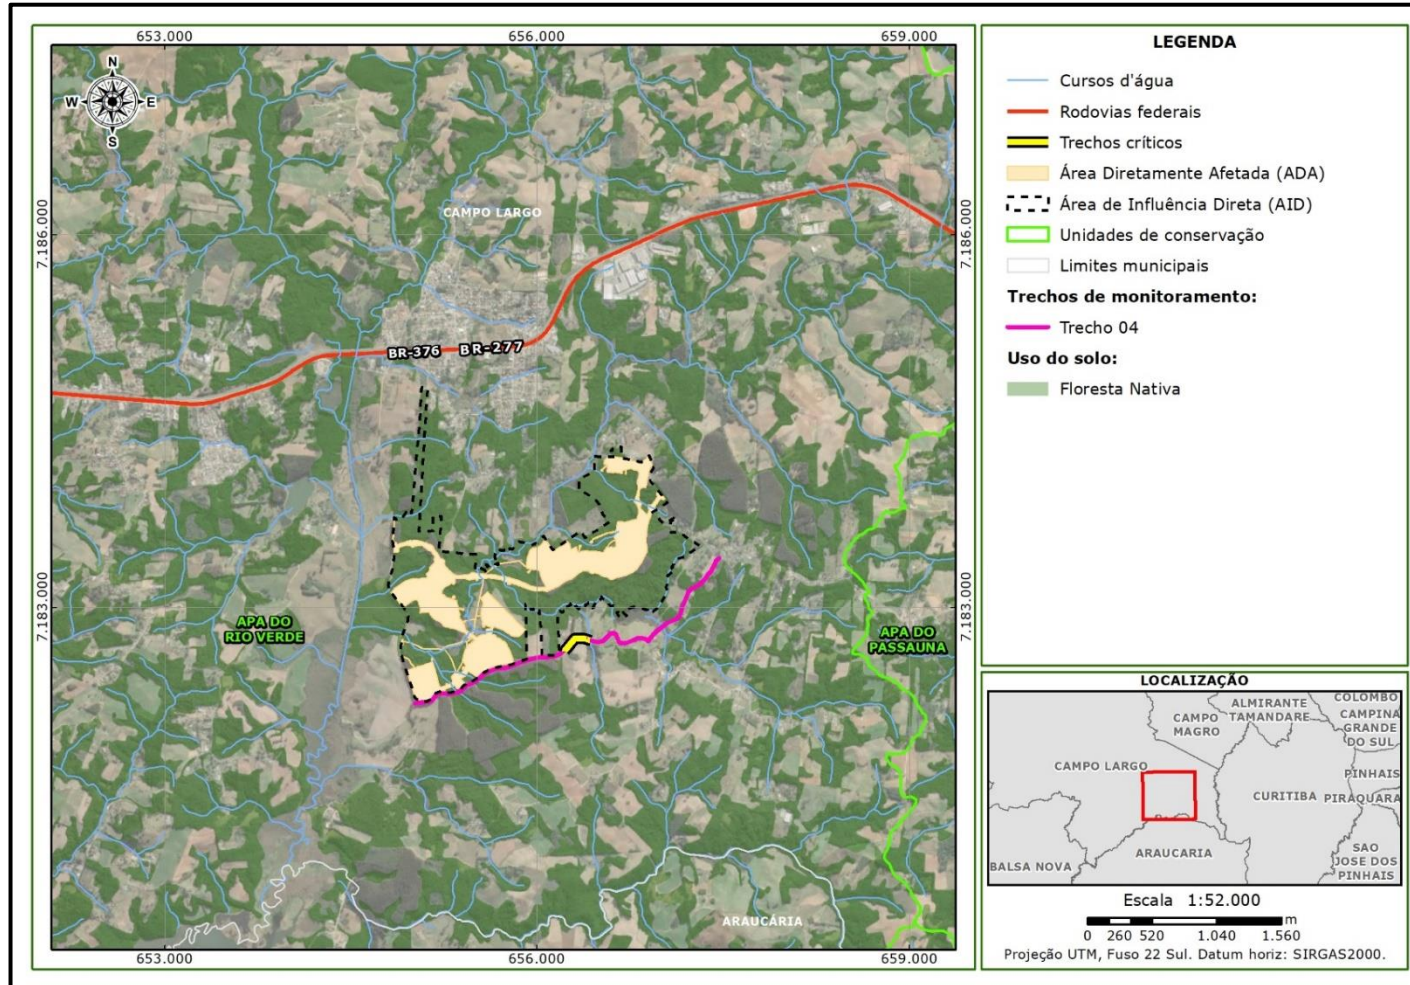 653.000
656.000
659.000
N
W E
S
7.186.000
7.186.000
CAMPO LARGO
BR-376
BR-277
7.183.000
7.183.000
APA DO
RIO VERDE
APA DO
PASSAUNA
ARAUCÁRIA
653.000
656.000
659.000
LEGENDA
Cursos d'água
Rodovias federais
Trechos críticos
Área Diretamente Afetada (ADA)
Área de Influência Direta (AID)
Unidades de conservação
Limites municipais
Trechos de monitoramento:
Trecho 04
Uso do solo:
Floresta Nativa
LOCALIZAÇÃO
COLOMBO
ALMIRANTE
TAMANDARE
CAMPO
MAGRO
CAMPINA
GRANDE
DO SUL
CAMPO LARGO
PINHAIS
CURITIBA
PIRAQUARA
ARAUCARIA
SAO
JOSE DOS
PINHAIS
BALSA NOVA
Escala 1:52.000
m
0 260 520 1.040 1.560
Projeção UTM, Fuso 22 Sul. Datum horiz: SIRGAS2000.